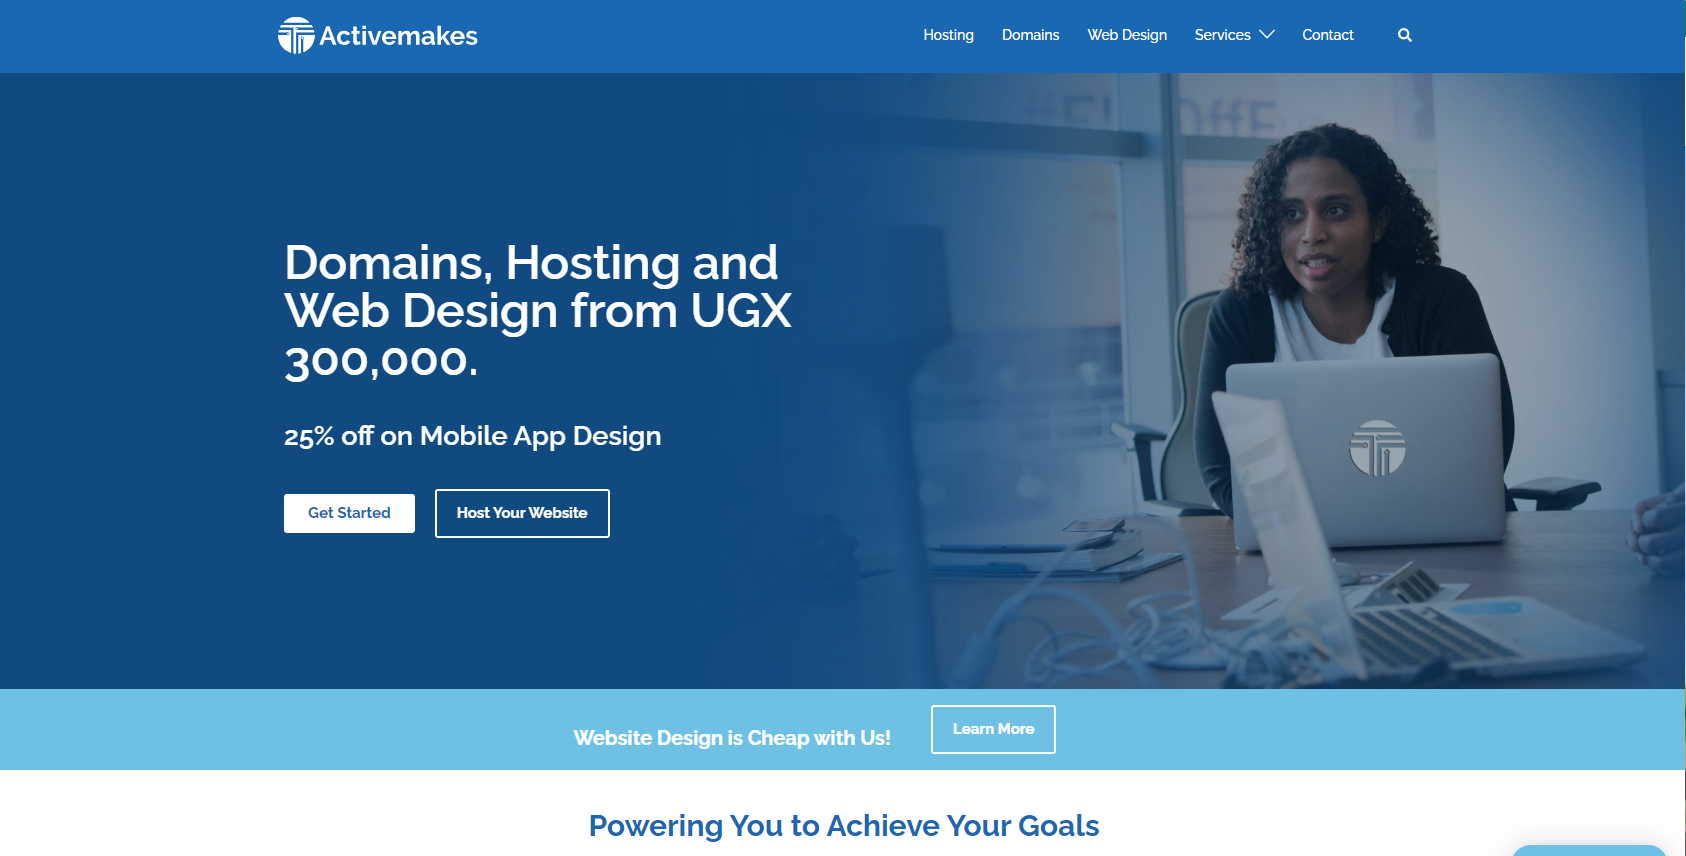 Activemakes
Hosting
Domains
Web Design
Services
Contact
Domains, Hosting and
Web Design from UGX
300,000.
25% off on Mobile App Design
Get Started
Host Your Website
Website Design is Cheap with Us!
Learn More
Powering You to Achieve Your Goals